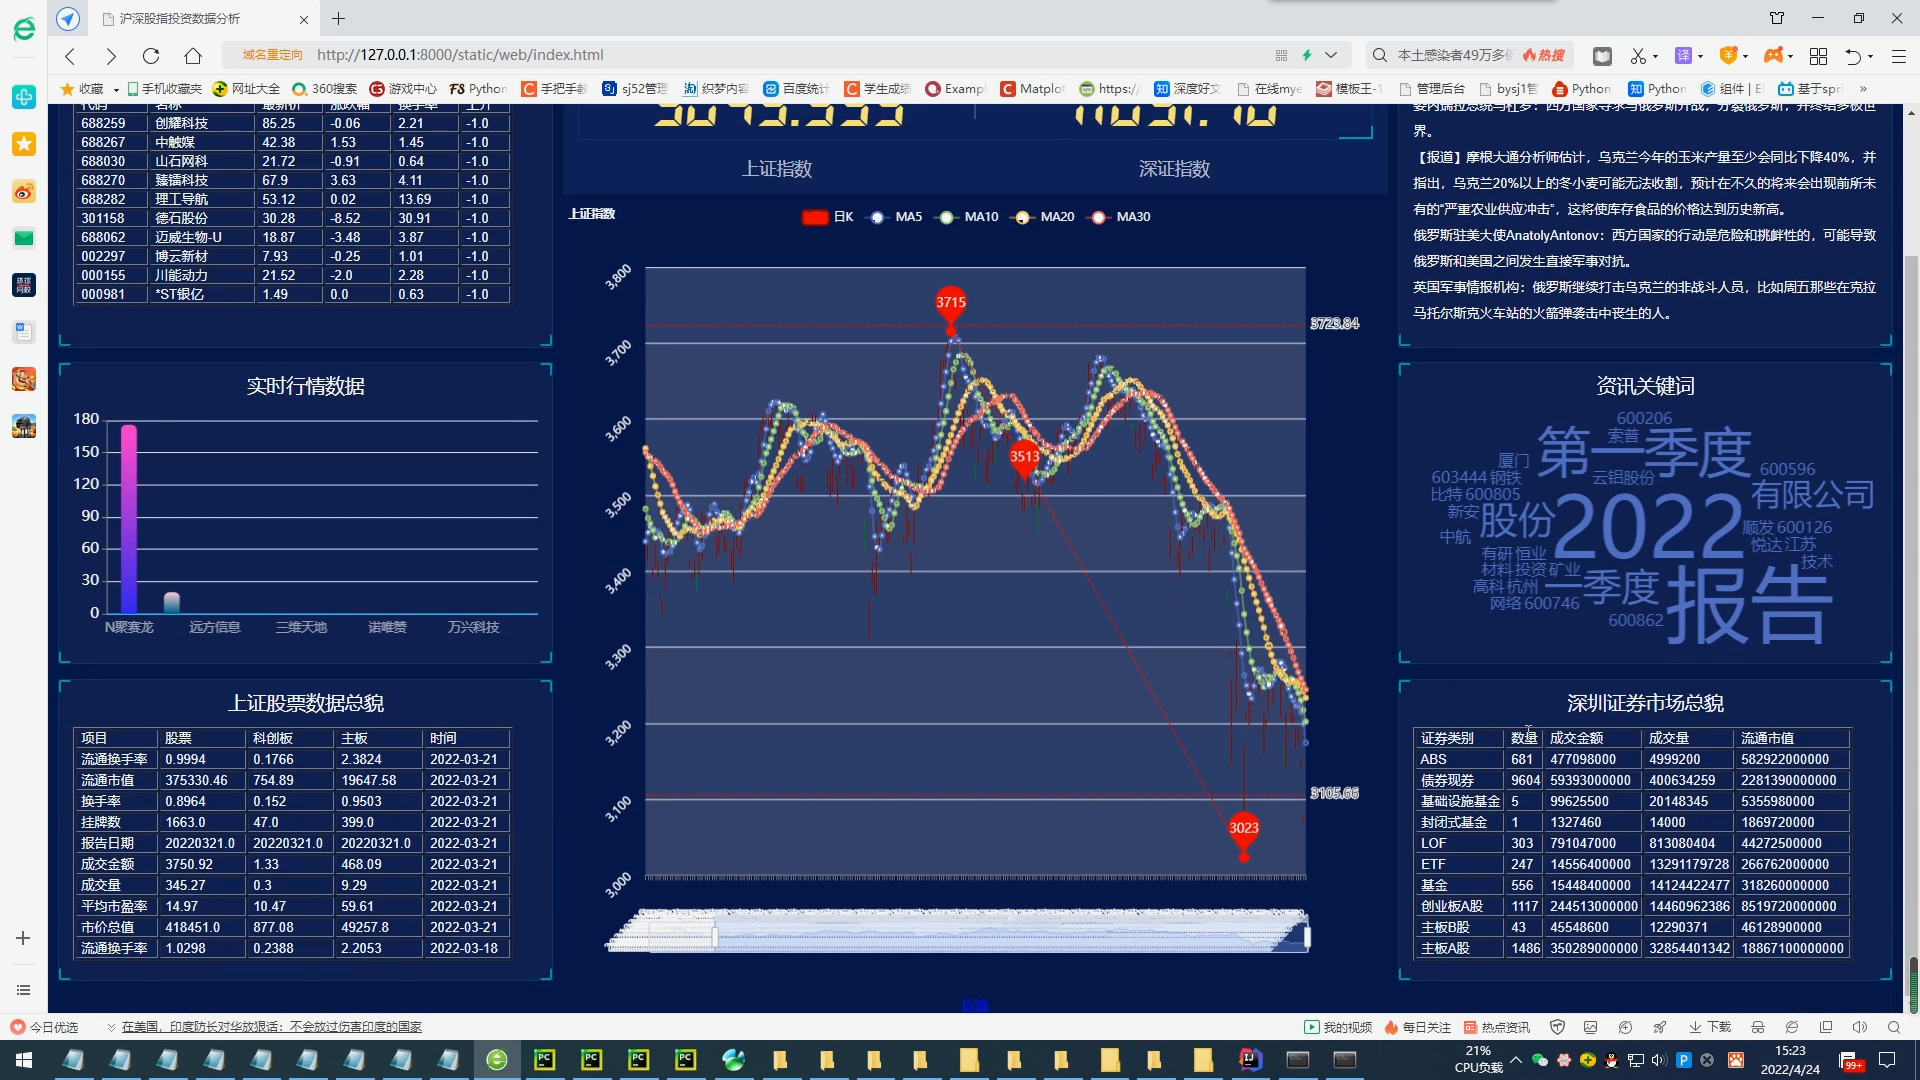 沪深股指投资数据分析
域名重定向 http://127.0.0.1:8000/static/web/index.html
本土感染者49万多 热搜
收藏 手机收藏夹 网址大全 360搜索 游戏中心 Python 手把手 sj52管理 织梦内容 百度统计 学生成绩 Exampl Matplot https:/ 深度好文 在线mye 模板王-1 管理后台 bysj1管 Python Python 组件 | El 基于spri »
代码 名称 最新价 涨跌幅 换手率 上升
688259 创耀科技 85.25 -0.06 2.21 -1.0
688267 中触媒 42.38 1.53 1.45 -1.0
688030 山石网科 21.72 -0.91 0.64 -1.0
688270 臻镭科技 67.9 3.63 4.11 -1.0
688282 理工导航 53.12 0.02 13.69 -1.0
301158 德石股份 30.28 -8.52 30.91 -1.0
688062 迈威生物-U 18.87 -3.48 3.87 -1.0
002297 博云新材 7.93 -0.25 1.01 -1.0
000155 川能动力 21.52 -2.0 2.28 -1.0
000981 *ST银亿 1.49 0.0 0.63 -1.0
实时行情数据
180
150
120
90
60
30
0
N聚赛龙 远方信息 三维天地 诺唯赞 万兴科技
上证股票数据总貌
项目 股票 科创板 主板 时间
流通换手率 0.9994 0.1766 2.3824 2022-03-21
流通市值 375330.46 754.89 19647.58 2022-03-21
换手率 0.8964 0.152 0.9503 2022-03-21
挂牌数 1663.0 47.0 399.0 2022-03-21
报告日期 20220321.0 20220321.0 20220321.0 2022-03-21
成交金额 3750.92 1.33 468.09 2022-03-21
成交量 345.27 0.3 9.29 2022-03-21
平均市盈率 14.97 10.47 59.61 2022-03-21
市价总值 418451.0 877.08 49257.8 2022-03-21
流通换手率 1.0298 0.2388 2.2053 2022-03-18
上证指数 深证指数
上证指数
日K MA5 MA10 MA20 MA30
3,800
3,700
3,600
3,500
3,400
3,300
3,200
3,100
3,000
3715
3513
3023
3723.84
3105.66
委内瑞拉总统马杜罗：西方国家寻求与俄罗斯开战，分裂俄罗斯，并终结多极世
界。
【报道】摩根大通分析师估计，乌克兰今年的玉米产量至少会同比下降40%，并
指出，乌克兰20%以上的冬小麦可能无法收割，预计在不久的将来会出现前所未
有的“严重农业供应冲击”，这将使库存食品的价格达到历史新高。
俄罗斯驻美大使AnatolyAntonov：西方国家的行动是危险和挑衅性的，可能导致
俄罗斯和美国之间发生直接军事对抗。
英国军事情报机构：俄罗斯继续打击乌克兰的非战斗人员，比如周五那些在克拉
马托尔斯克火车站的火箭弹袭击中丧生的人。
资讯关键词
600206
索普
第一季度
厦门
600596
603444 钢铁
云铝股份
比特 600805
有限公司
新安
股份
2022
顺发 600126
中航
悦达 江苏
有研 恒业
技术
材料 投资 矿业
高科 杭州
一季度
报告
网络 600746
600862
深圳证券市场总貌
证券类别 数量 成交金额 成交量 流通市值
ABS 681 477098000 4999200 582922000000
债券现券 9604 59393000000 400634259 2281390000000
基础设施基金 5 99625500 20148345 5355980000
封闭式基金 1 1327460 14000 1869720000
LOF 303 791047000 813080404 44272500000
ETF 247 14556400000 13291179728 266762000000
基金 556 15448400000 14124422477 318260000000
创业板A股 1117 244513000000 14460962386 8519720000000
主板B股 43 45548600 12290371 46128900000
主板A股 1486 350289000000 32854401342 18867100000000
今日优选 在美国，印度防长对华放狠话：不会放过伤害印度的国家
我的视频 每日关注 热点资讯 下载
21%
CPU负载
15:23
2022/4/24
99+